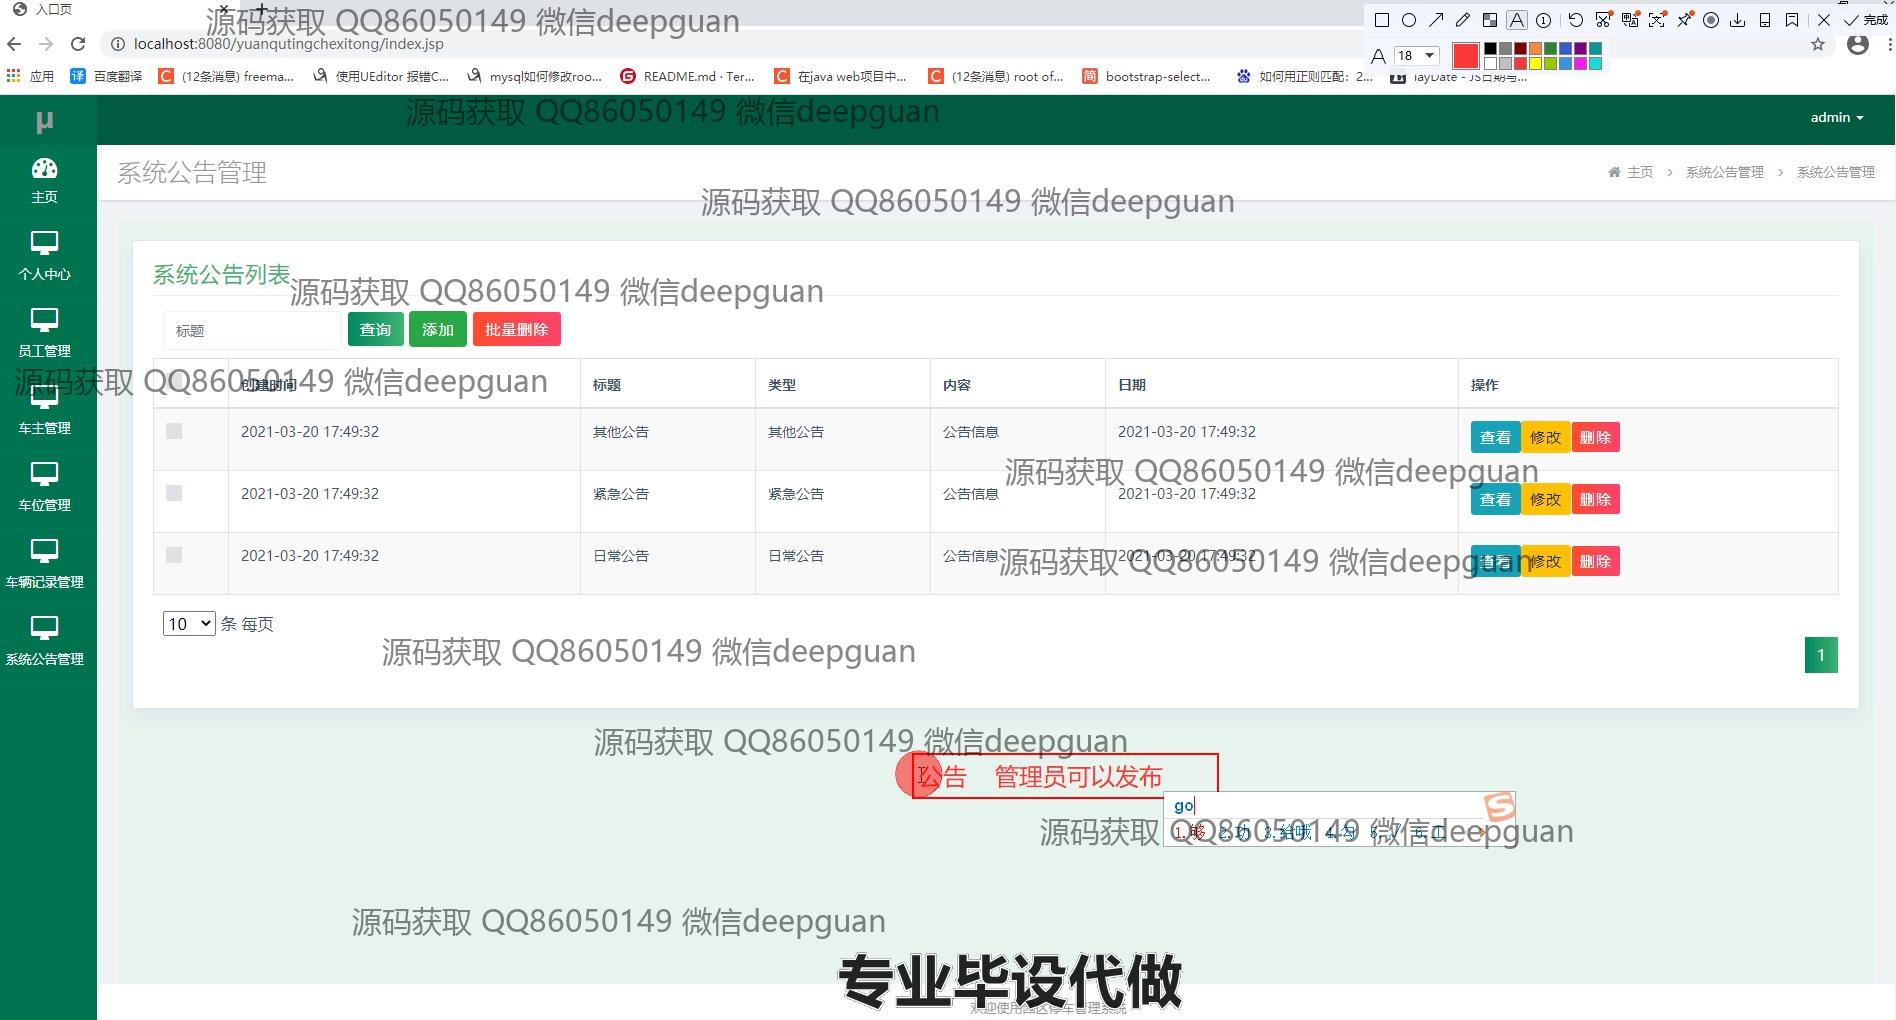 入口页
源码获取 QQ86050149 微信deepguan
完成
localhost:8080/yuanqutingchexitong/index.jsp
A 18
应用 百度翻译 (12条消息) freema... 使用UEditor 报错C... mysql如何修改roo... README.md · Ter... 在java web项目中... (12条消息) root of... bootstrap-select... 如何用正则匹配：2... layDate - JS日期与...
源码获取 QQ86050149 微信deepguan
μ
admin
系统公告管理
主页 > 系统公告管理 > 系统公告管理
主页
源码获取 QQ86050149 微信deepguan
个人中心
系统公告列表
源码获取 QQ86050149 微信deepguan
标题 查询 添加 批量删除
员工管理
源码获取 QQ86050149 微信deepguan
创建时间 标题 类型 内容 日期 操作
车主管理
2021-03-20 17:49:32 其他公告 其他公告 公告信息 2021-03-20 17:49:32 查看 修改 删除
源码获取 QQ86050149 微信deepguan
2021-03-20 17:49:32 紧急公告 紧急公告 公告信息 2021-03-20 17:49:32 查看 修改 删除
车位管理
2021-03-20 17:49:32 日常公告 日常公告 公告信息 2021-03-20 17:49:32 查看 修改 删除
源码获取 QQ86050149 微信deepguan
车辆记录管理
10 条 每页
系统公告管理
源码获取 QQ86050149 微信deepguan
1
源码获取 QQ86050149 微信deepguan
公告 管理员可以发布
go
1.够 2.功 3.给哦 4.勾
源码获取 QQ86050149 微信deepguan
源码获取 QQ86050149 微信deepguan
专业毕设代做
欢迎使用园区停车管理系统